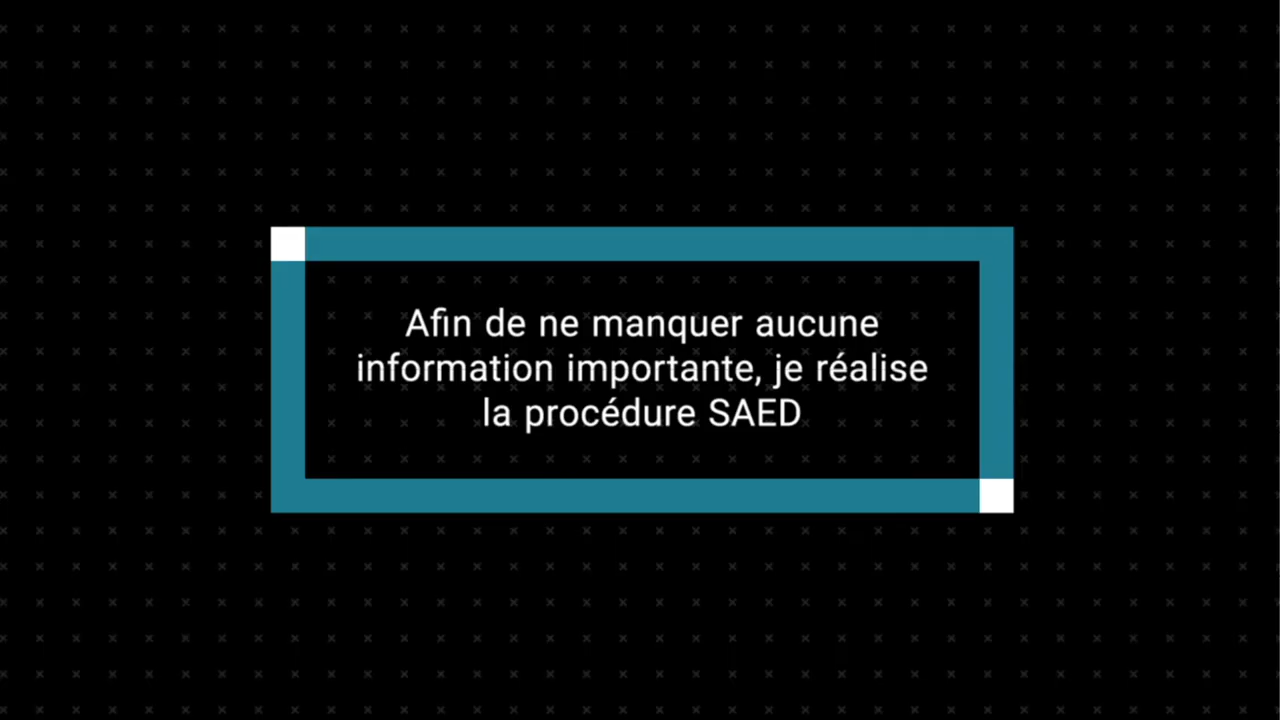 Afin de ne manquer aucune
information importante, je réalise
la procédure SAED